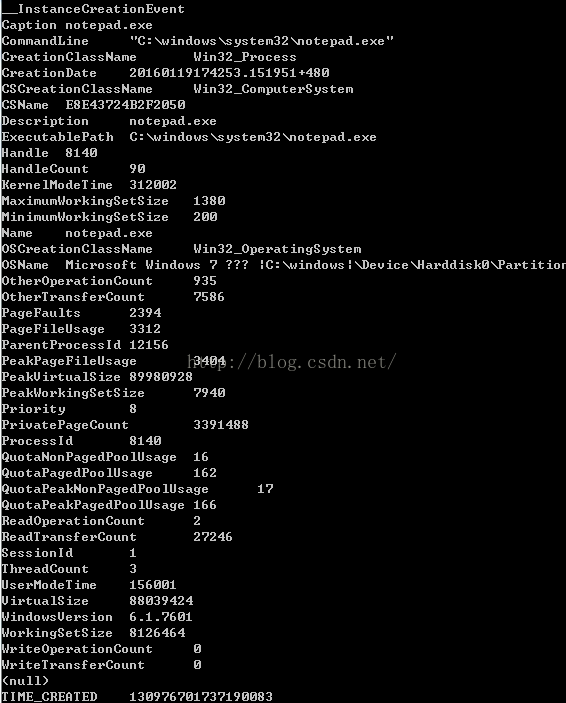 __InstanceCreationEvent
Caption notepad.exe
CommandLine "C:\windows\system32\notepad.exe"
CreationClassName Win32_Process
CreationDate 20160119174253.151951+480
CSCreationClassName Win32_ComputerSystem
CSName E8E43724B2F2050
Description notepad.exe
ExecutablePath C:\windows\system32\notepad.exe
Handle 8140
HandleCount 90
KernelModeTime 312002
MaximumWorkingSetSize 1380
MinimumWorkingSetSize 200
Name notepad.exe
OSCreationClassName Win32_OperatingSystem
OSName Microsoft Windows 7 ??? |C:\windows|\Device\Harddisk0\Partition
OtherOperationCount 935
OtherTransferCount 7586
PageFaults 2394
PageFileUsage 3312
ParentProcessId 12156
PeakPageFileUsage 3404
http://blog.csdn.net/
PeakVirtualSize 89980928
PeakWorkingSetSize 7940
Priority 8
PrivatePageCount 3391488
ProcessId 8140
QuotaNonPagedPoolUsage 16
QuotaPagedPoolUsage 162
QuotaPeakNonPagedPoolUsage 17
QuotaPeakPagedPoolUsage 166
ReadOperationCount 2
ReadTransferCount 27246
SessionId 1
ThreadCount 3
UserModeTime 156001
VirtualSize 88039424
WindowsVersion 6.1.7601
WorkingSetSize 8126464
WriteOperationCount 0
WriteTransferCount 0
(null)
TIME_CREATED 130976701737190083